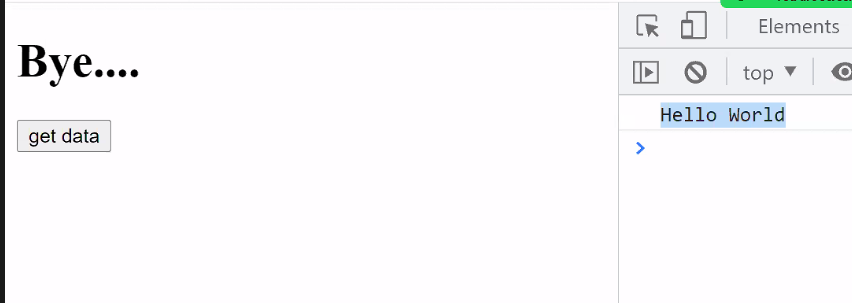 Bye....
get data
Elements
top
Hello World